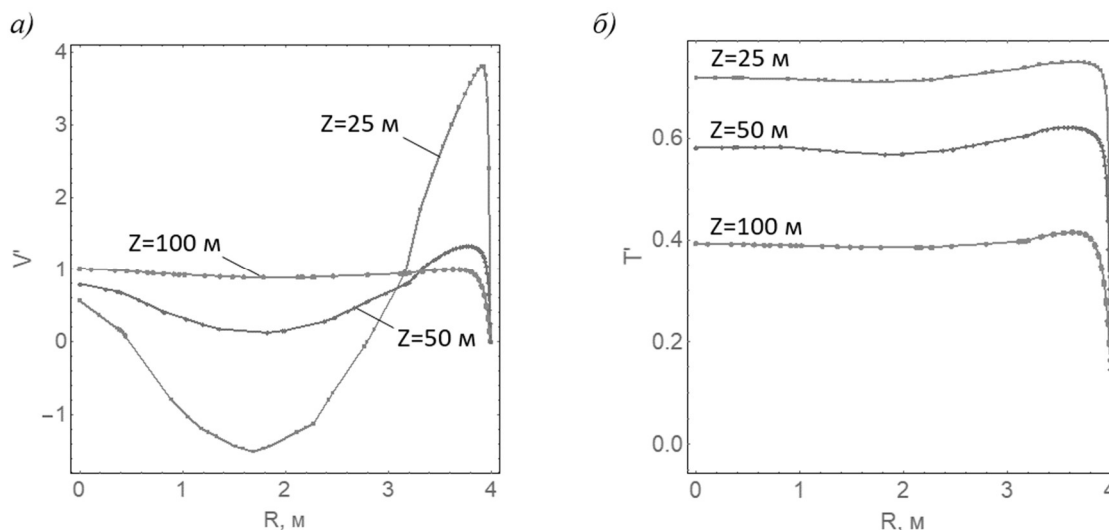 а)
4
3
2
1
0
−1
V'
Z=25 м
Z=100 м
Z=50 м
0 1 2 3 4
R, м
б)
0.6
0.4
0.2
0.0
T'
Z=25 м
Z=50 м
Z=100 м
0 1 2 3 4
R, м